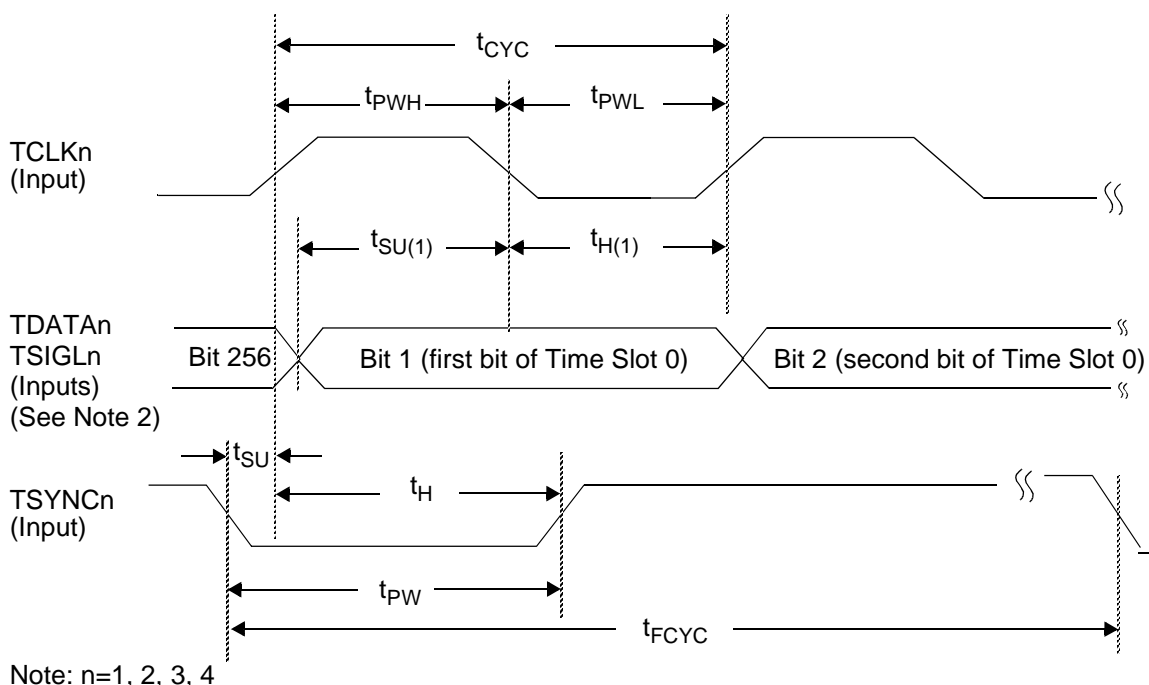 tCYC
tPWH
tPWL
TCLKn
(Input)
tSU(1)
tH(1)
TDATAn
TSIGLn
(Inputs)
(See Note 2)
Bit 256
Bit 1 (first bit of Time Slot 0)
Bit 2 (second bit of Time Slot 0)
tSU
TSYNCn
(Input)
tH
tPW
tFCYC
Note: n=1, 2, 3, 4